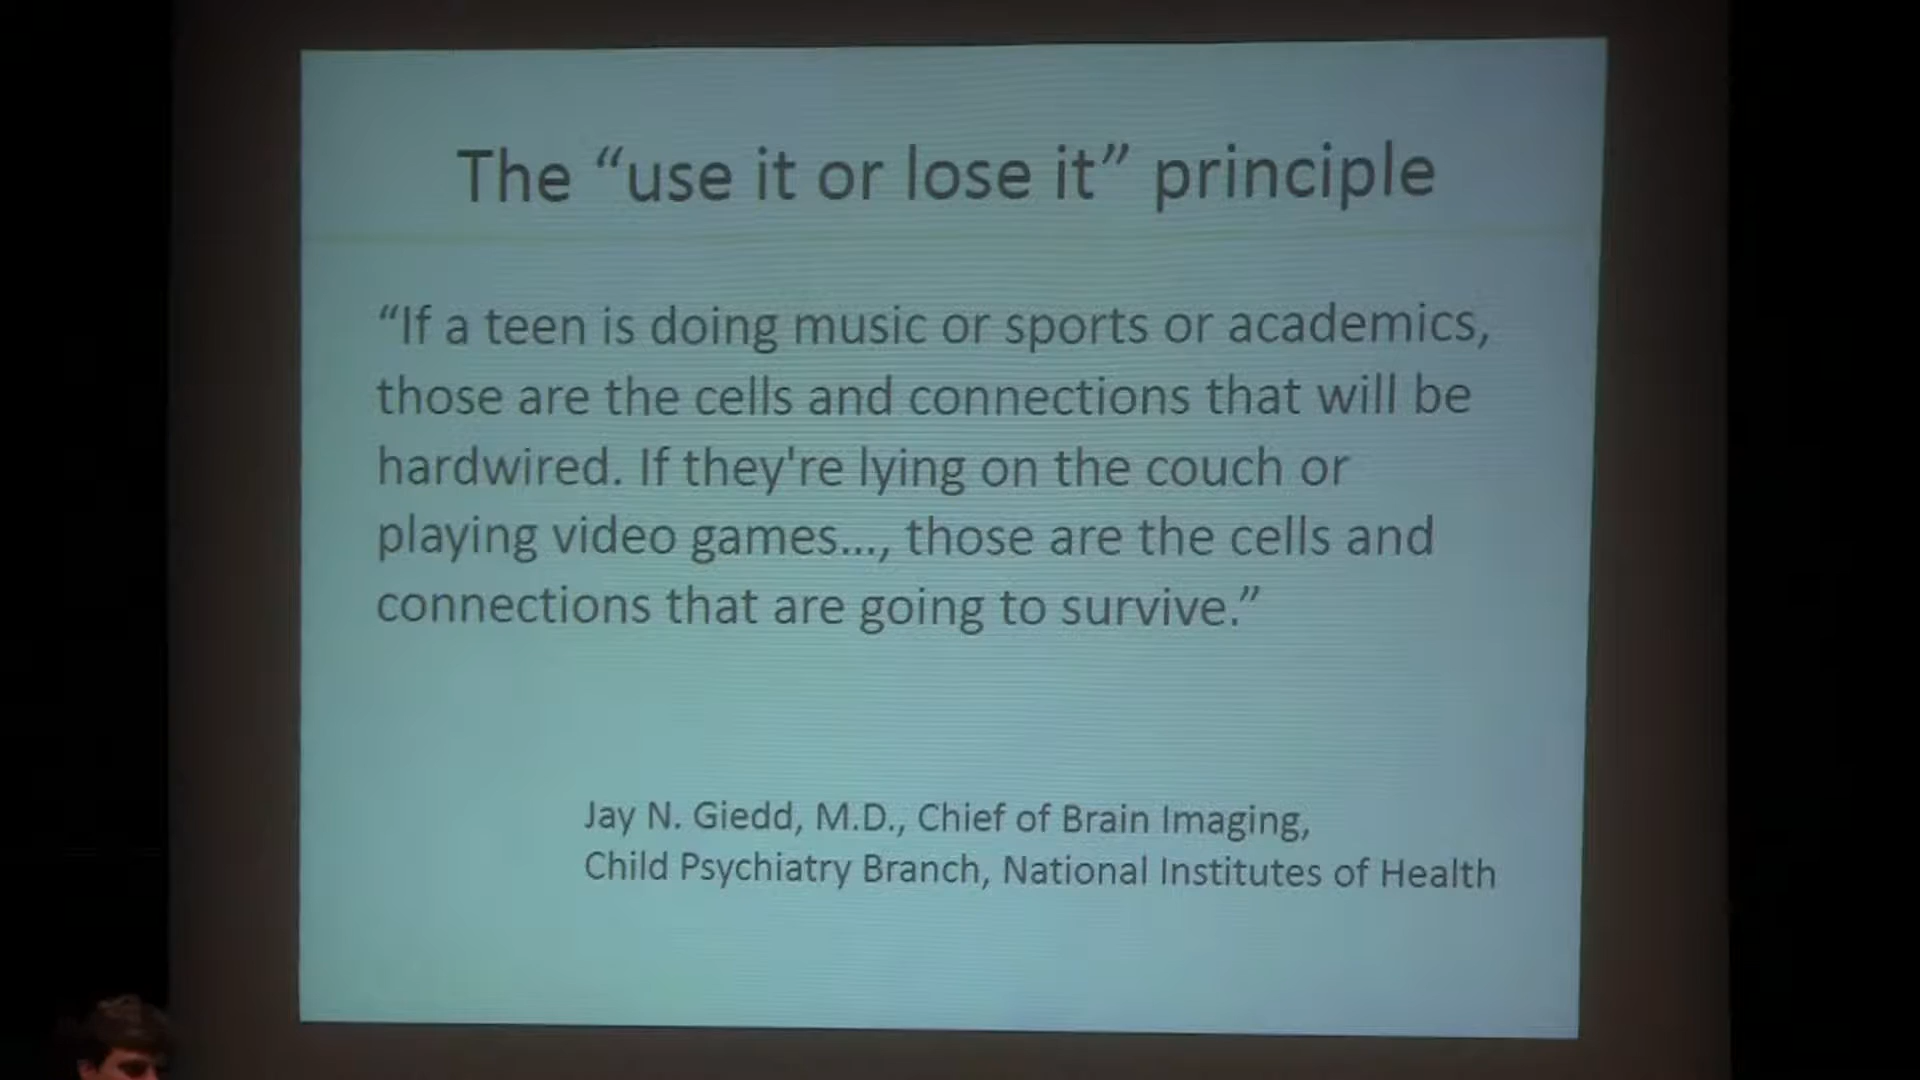 The “use it or lose it” principle
“If a teen is doing music or sports or academics,
those are the cells and connections that will be
hardwired. If they're lying on the couch or
playing video games..., those are the cells and
connections that are going to survive.”
Jay N. Giedd, M.D., Chief of Brain Imaging,
Child Psychiatry Branch, National Institutes of Health